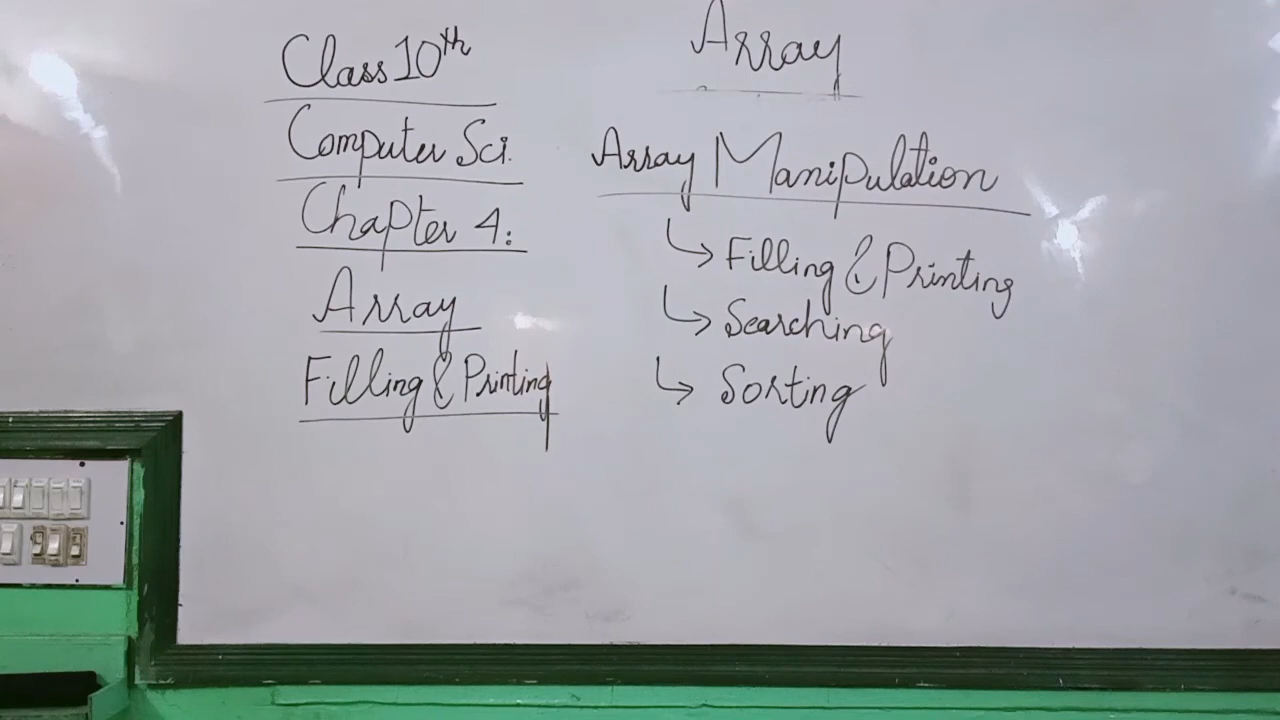 Class 10th
Computer Sci.
Chapter 4:
Array
Filling & Printing
Array
Array Manipulation
↳ Filling & Printing
↳ Searching
↳ Sorting